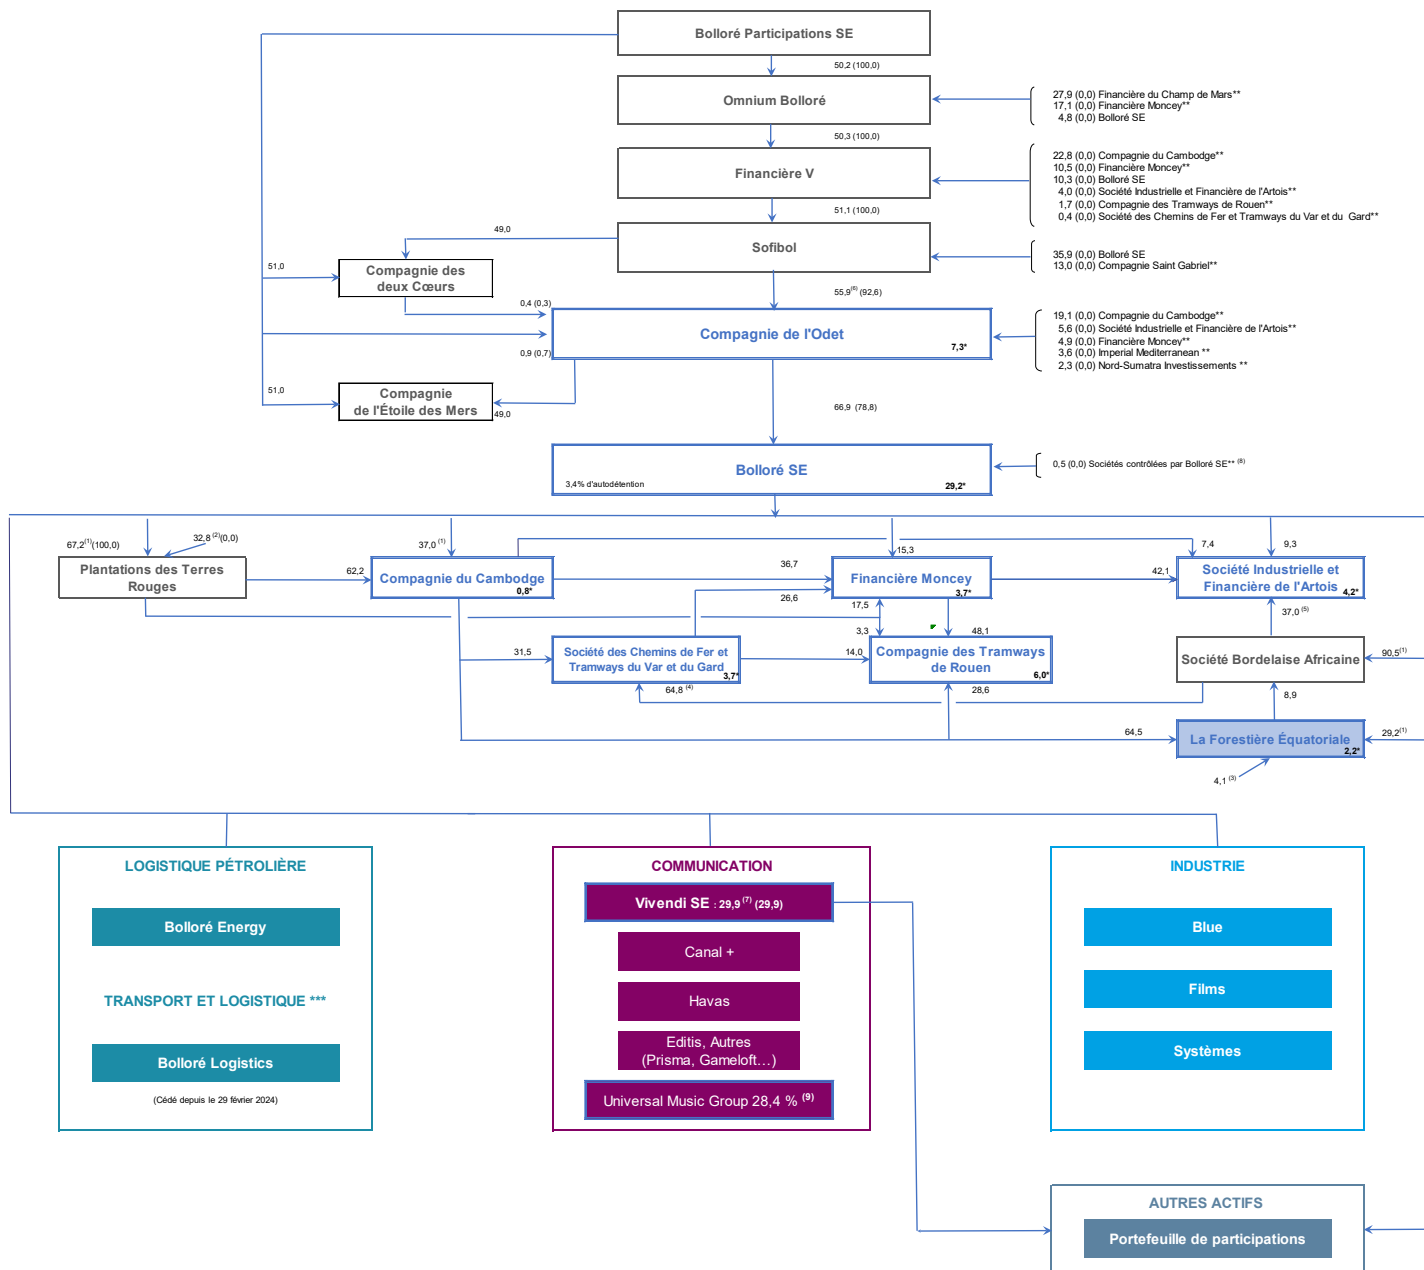 Bolloré Participations SE
50,2 (100,0)
Omnium Bolloré
27,9 (0,0) Financière du Champ de Mars**
17,1 (0,0) Financière Moncey**
4,8 (0,0) Bolloré SE
50,3 (100,0)
Financière V
22,8 (0,0) Compagnie du Cambodge**
10,5 (0,0) Financière Moncey**
10,3 (0,0) Bolloré SE
4,0 (0,0) Société Industrielle et Financière de l'Artois**
1,7 (0,0) Compagnie des Tramways de Rouen**
0,4 (0,0) Société des Chemins de Fer et Tramways du Var et du Gard**
51,1 (100,0)
49,0
Sofibol
35,9 (0,0) Bolloré SE
13,0 (0,0) Compagnie Saint Gabriel**
51,0
Compagnie des
deux Cœurs
55,9(6) (92,6)
0,4 (0,3)
Compagnie de l'Odet
7,3*
19,1 (0,0) Compagnie du Cambodge**
5,6 (0,0) Société Industrielle et Financière de l'Artois**
4,9 (0,0) Financière Moncey**
3,6 (0,0) Imperial Mediterranean **
2,3 (0,0) Nord-Sumatra Investissements **
0,9 (0,7)
51,0
Compagnie
de l'Étoile des Mers
49,0
66,9 (78,8)
Bolloré SE
3,4% d'autodétention
29,2*
0,5 (0,0) Sociétés contrôlées par Bolloré SE** (8)
67,2(1)(100,0)
32,8 (2)(0,0)
37,0 (1)
15,3
7,4
9,3
Plantations des Terres
Rouges
62,2
Compagnie du Cambodge
0,8*
36,7
Financière Moncey
3,7*
42,1
Société Industrielle et
Financière de l'Artois
4,2*
26,6
17,5
37,0 (5)
3,3
48,1
31,5
Société des Chemins de Fer et
Tramways du Var et du Gard
3,7*
14,0
Compagnie des Tramways
de Rouen
6,0*
Société Bordelaise Africaine
90,5(1)
64,8 (4)
28,6
8,9
64,5
La Forestière Équatoriale
2,2*
29,2(1)
4,1 (3)
LOGISTIQUE PÉTROLIÈRE
Bolloré Energy
TRANSPORT ET LOGISTIQUE ***
Bolloré Logistics
(Cédé depuis le 29 février 2024)
COMMUNICATION
Vivendi SE : 29,9 (7) (29,9)
Canal +
Havas
Editis, Autres
(Prisma, Gameloft…)
Universal Music Group 28,4 % (9)
INDUSTRIE
Blue
Films
Systèmes
AUTRES ACTIFS
Portefeuille de participations